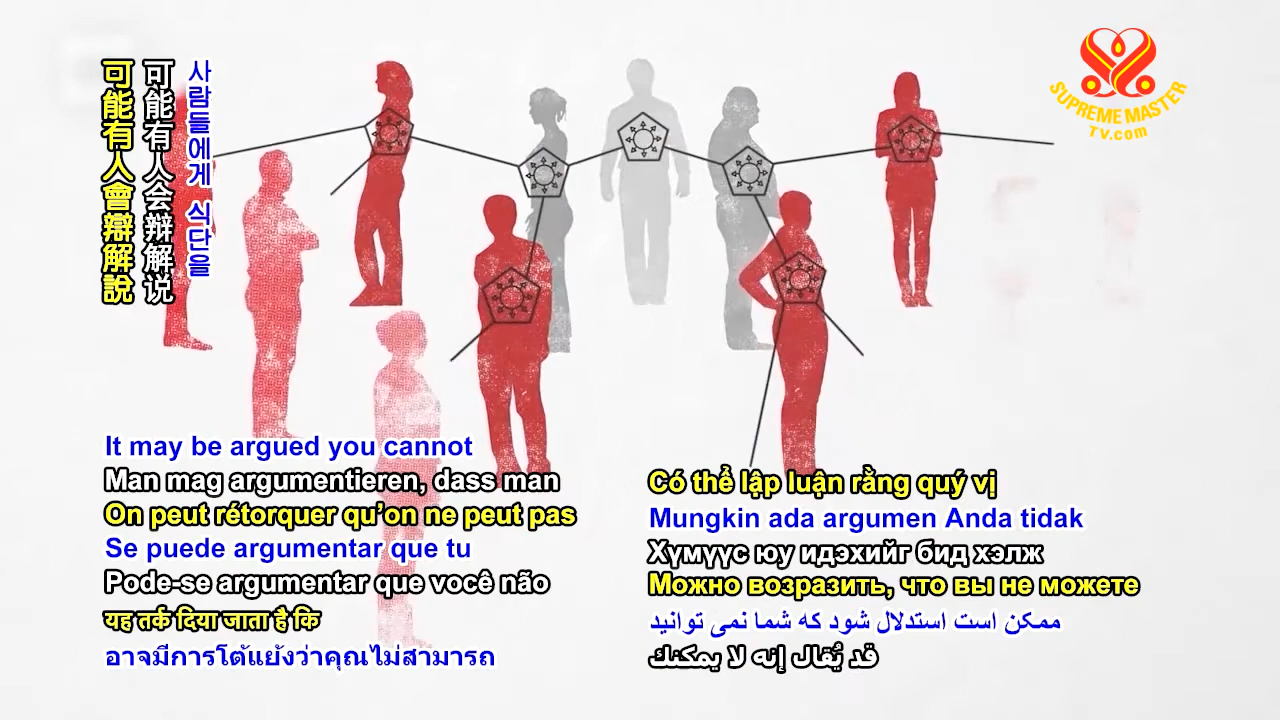 可能有人會辯解說
可能有人会辩解说
사람들에게 식단을
SUPREME MASTER
TV.com
It may be argued you cannot
Man mag argumentieren, dass man
On peut rétorquer qu’on ne peut pas
Se puede argumentar que tu
Pode-se argumentar que você não
यह तर्क दिया जाता है कि
อาจมีการโต้แย้งว่าคุณไม่สามารถ
Có thể lập luận rằng quý vị
Mungkin ada argumen Anda tidak
Хүмүүс юу идэхийг бид хэлж
Можно возразить, что вы не можете
ممکن است استدلال شود که شما نمی توانید
قد يُقال إنه لا يمكنك